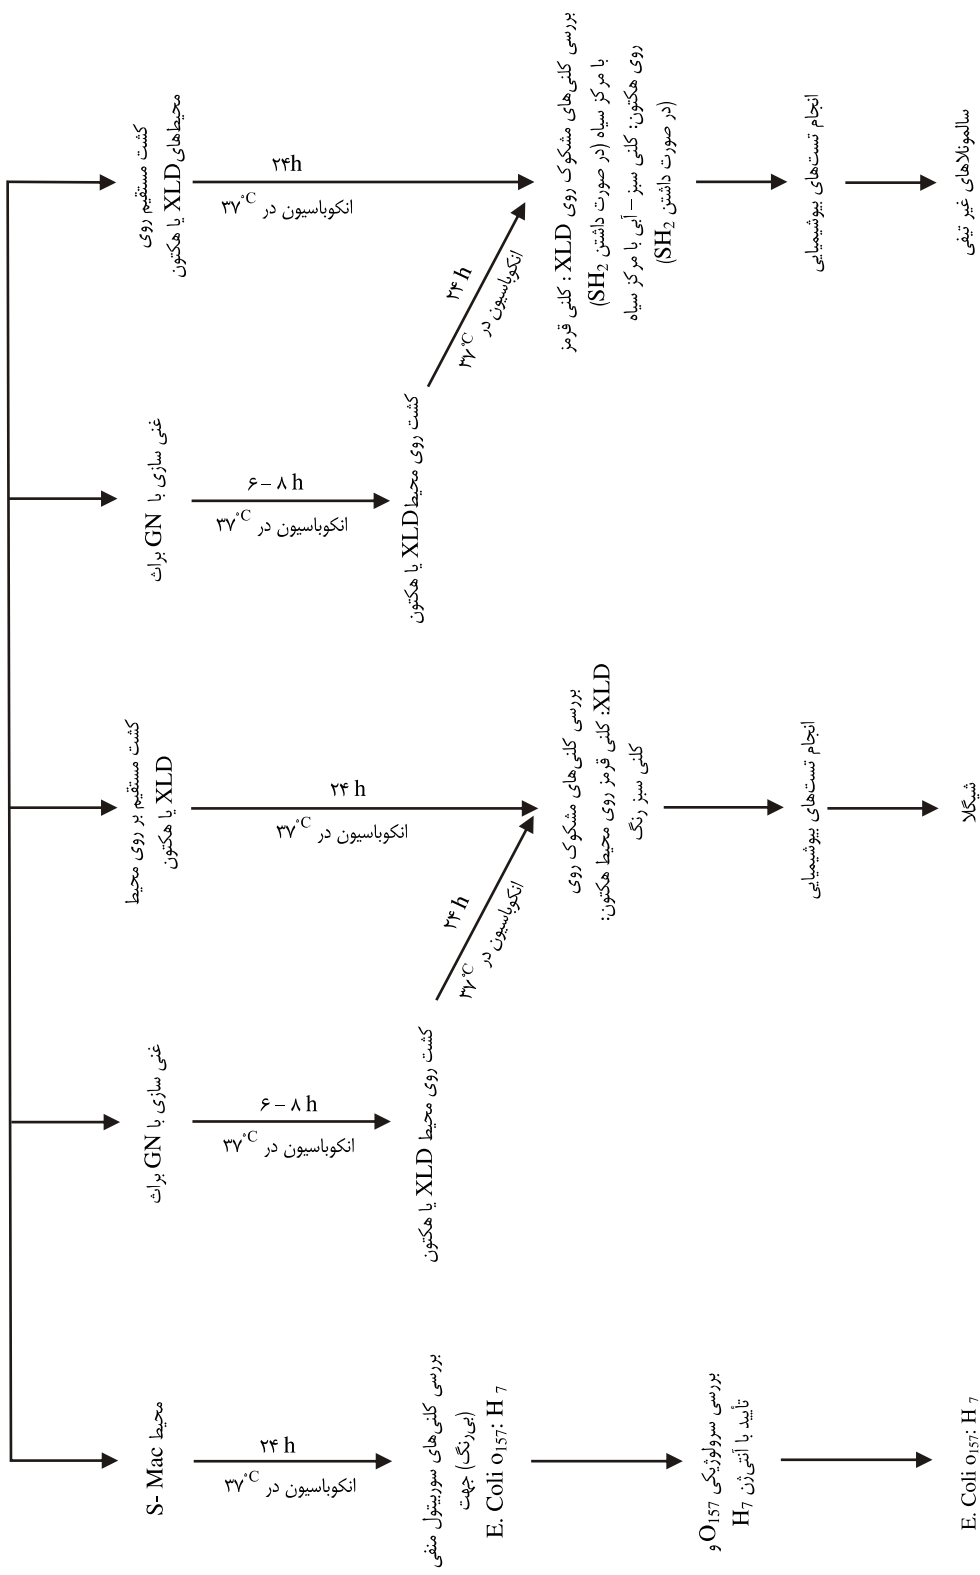 کشت مستقیم روی
محیط‌های XLD یا هکتون
۲۴h
انکوباسیون در ۳۷°C
بررسی کلنی‌های مشکوک روی XLD : کلنی قرمز
با مرکز سیاه (در صورت داشتن SH2)
روی هکتون: کلنی سبز – آبی با مرکز سیاه
(در صورت داشتن SH2)
انجام تست‌های بیوشیمیایی
سالمونلاهای غیر تیفی
غنی سازی با GN براث
۶ – ۸ h
انکوباسیون در ۳۷°C
کشت روی محیط XLD یا هکتون
۲۴ h
انکوباسیون در ۳۷°C
کشت مستقیم بر روی محیط
XLD یا هکتون
۲۴ h
انکوباسیون در ۳۷°C
بررسی کلنی‌های مشکوک روی
XLD: کلنی قرمز روی محیط هکتون:
کلنی سبز رنگ
انجام تست‌های بیوشیمیایی
شیگلا
غنی سازی با GN براث
۶ – ۸ h
انکوباسیون در ۳۷°C
کشت روی محیط XLD یا هکتون
۲۴ h
انکوباسیون در ۳۷°C
محیط S- Mac
۲۴ h
انکوباسیون در ۳۷°C
بررسی کلنی‌های سوربیتول منفی
(بی‌رنگ) جهت
E. Coli o157: H 7
بررسی سرولوژیکی O157 و
تأیید با آنتی‌ژن H7
E. Coli o157: H 7